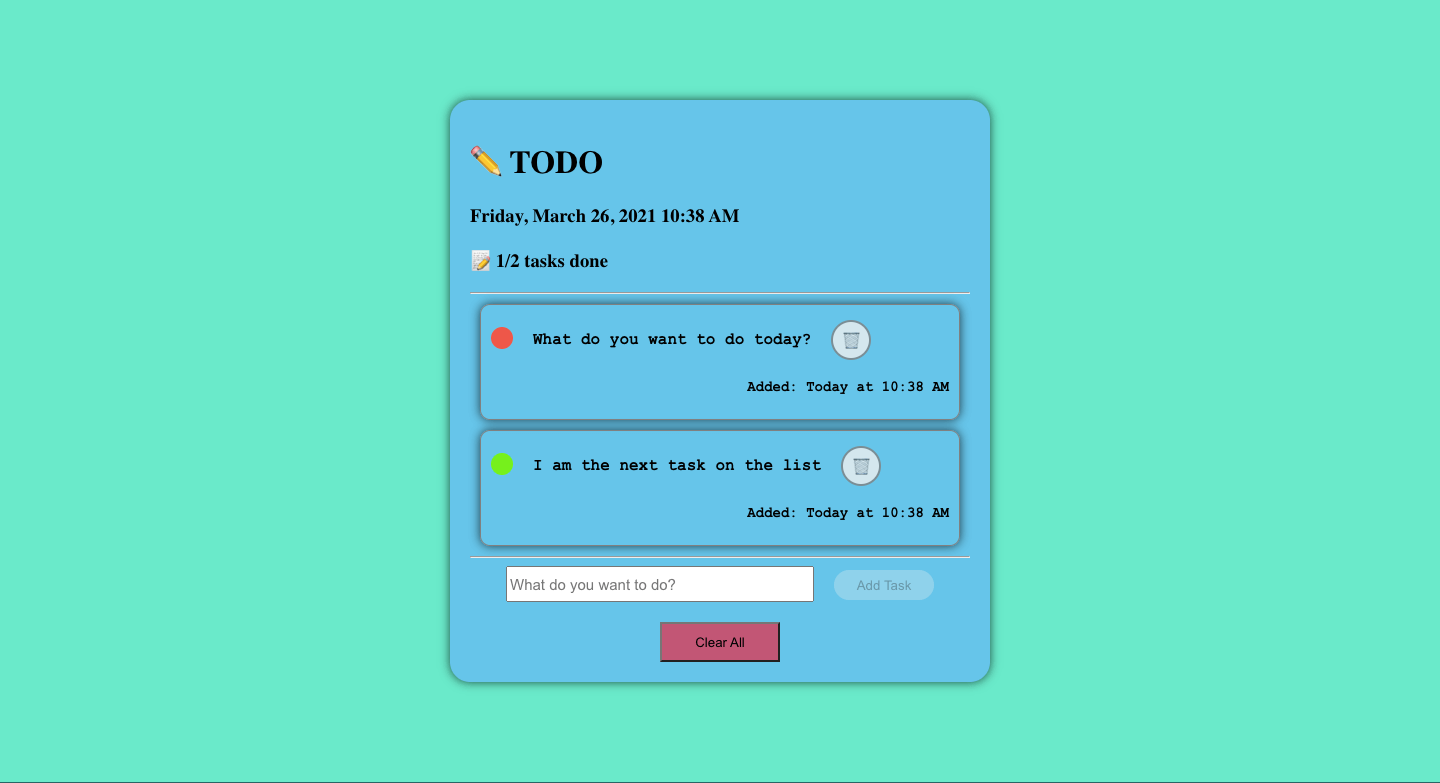 ✏️ TODO
Friday, March 26, 2021 10:38 AM
📝 1/2 tasks done
What do you want to do today?
Added: Today at 10:38 AM
I am the next task on the list
Added: Today at 10:38 AM
What do you want to do?
Add Task
Clear All